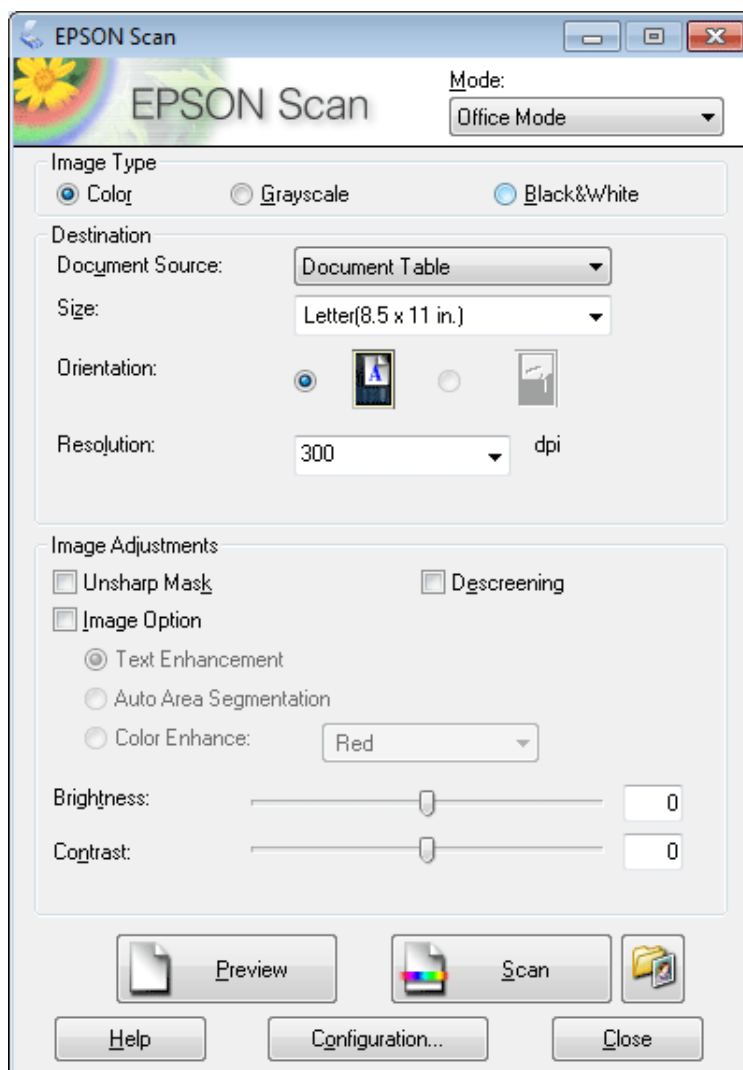 EPSON Scan
EPSON Scan
Mode:
Office Mode
Image Type
Color Grayscale Black&White
Destination
Document Source: Document Table
Size: Letter(8.5 x 11 in.)
Orientation: A
Resolution: 300 dpi
Image Adjustments
Unsharp Mask Descreening
Image Option
Text Enhancement
Auto Area Segmentation
Color Enhance: Red
Brightness: 0
Contrast: 0
Preview Scan
Help Configuration... Close